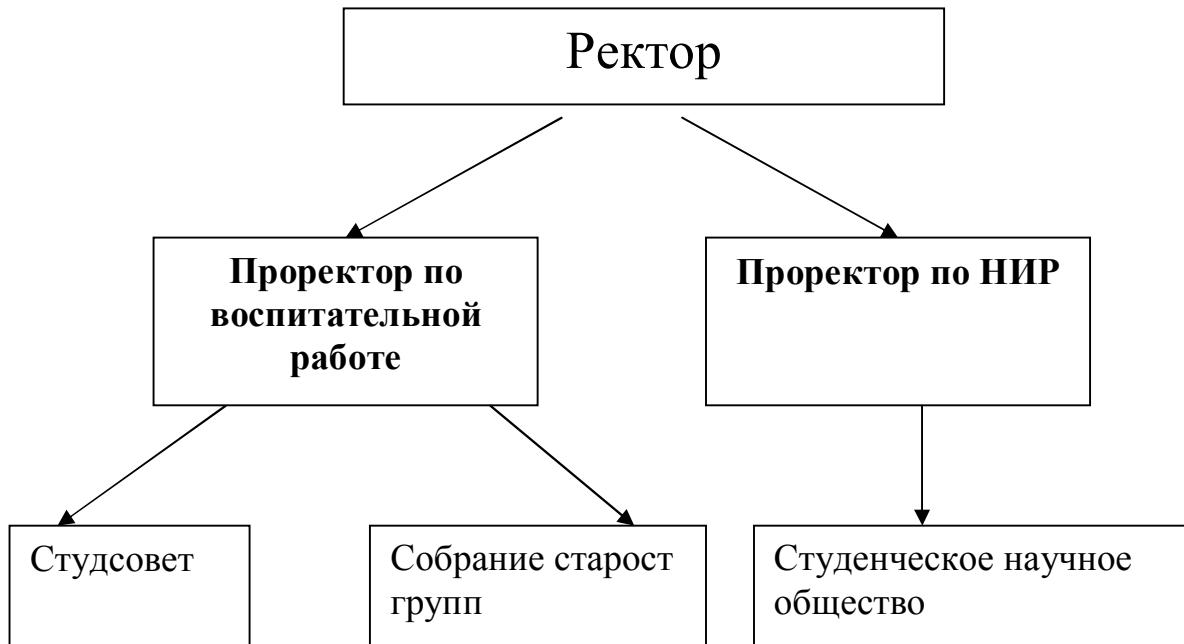 Ректор
Проректор по
воспитательной
работе
Проректор по НИР
Студсовет
Собрание старост
групп
Студенческое научное
общество